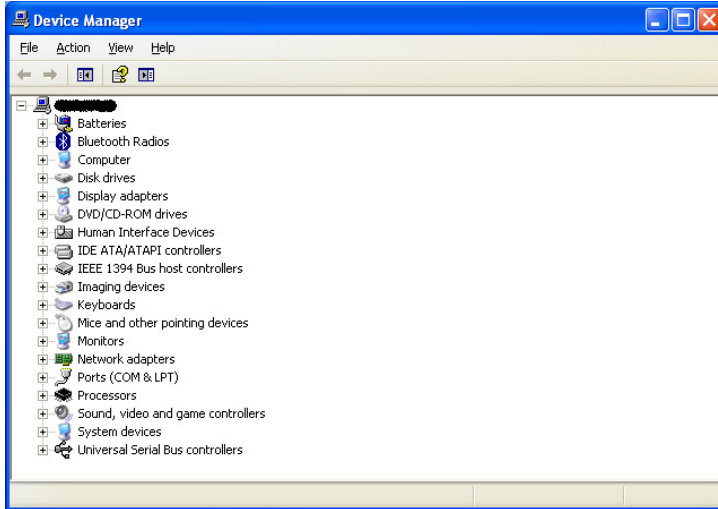 Device Manager
File Action View Help
Batteries
Bluetooth Radios
Computer
Disk drives
Display adapters
DVD/CD-ROM drives
Human Interface Devices
IDE ATA/ATAPI controllers
IEEE 1394 Bus host controllers
Imaging devices
Keyboards
Mice and other pointing devices
Monitors
Network adapters
Ports (COM & LPT)
Processors
Sound, video and game controllers
System devices
Universal Serial Bus controllers